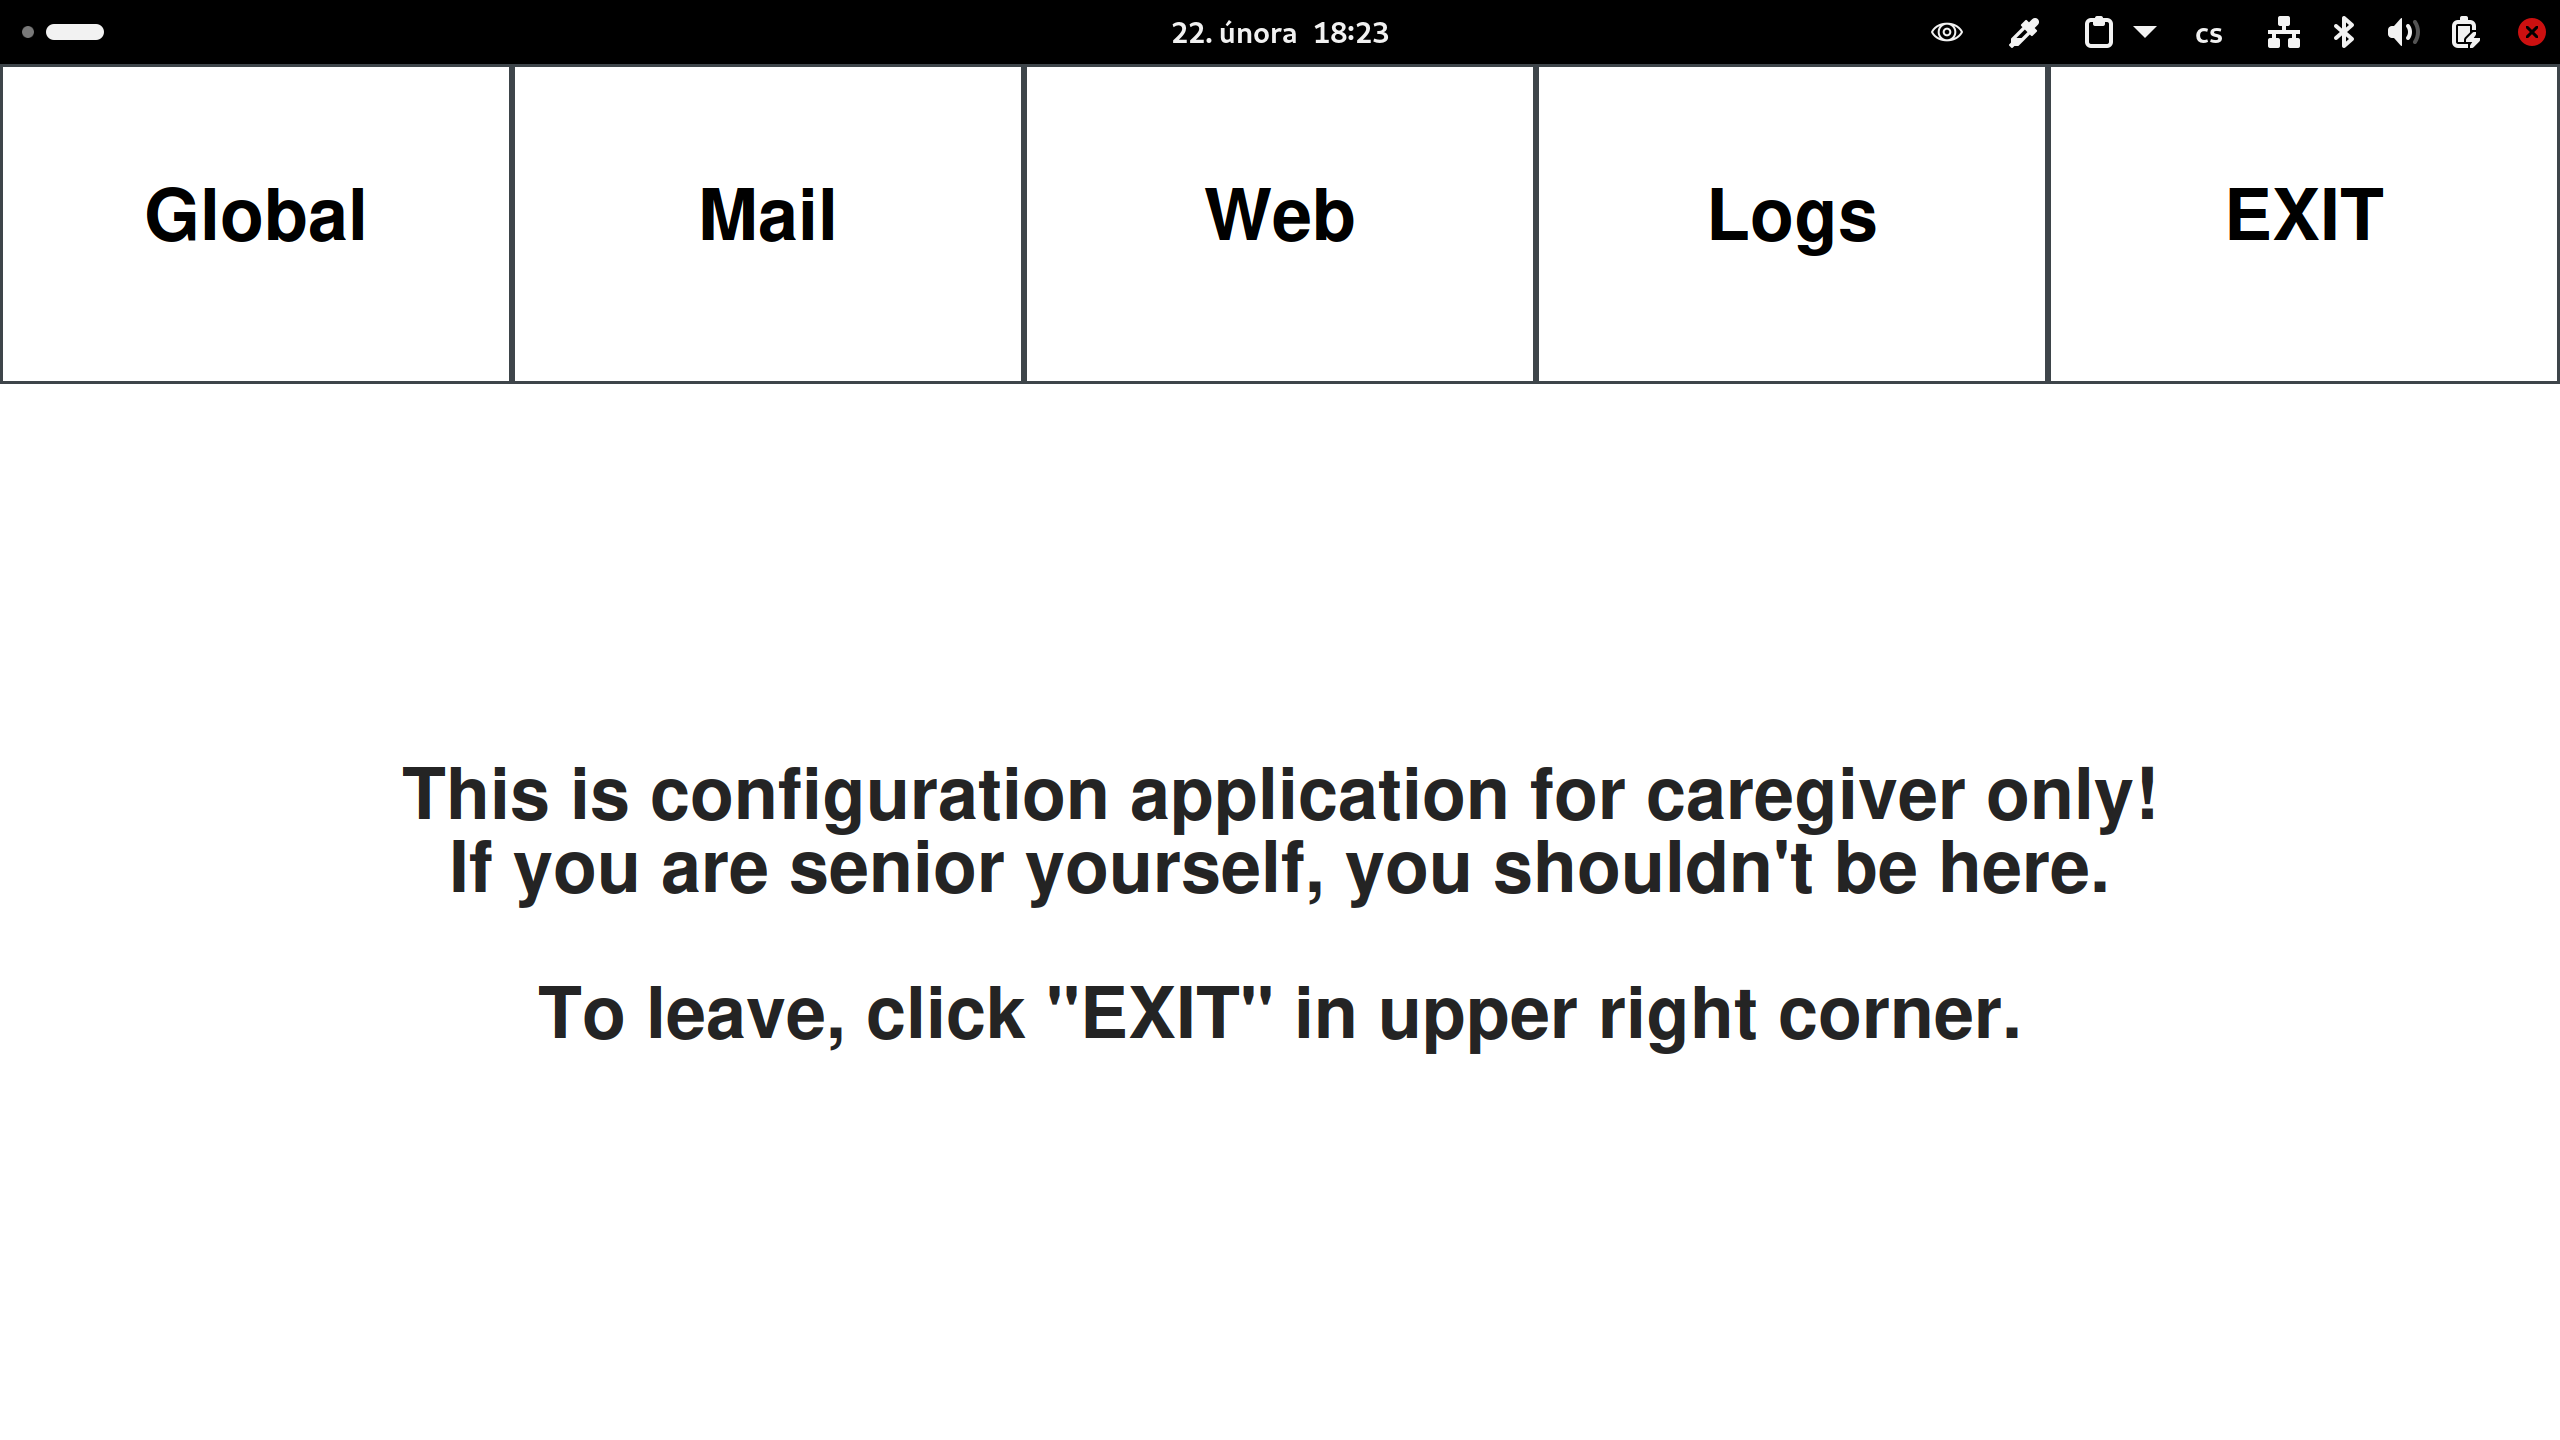 22. února 18:23
cs
Global
Mail
Web
Logs
EXIT
This is configuration application for caregiver only!
If you are senior yourself, you shouldn't be here.
To leave, click "EXIT" in upper right corner.